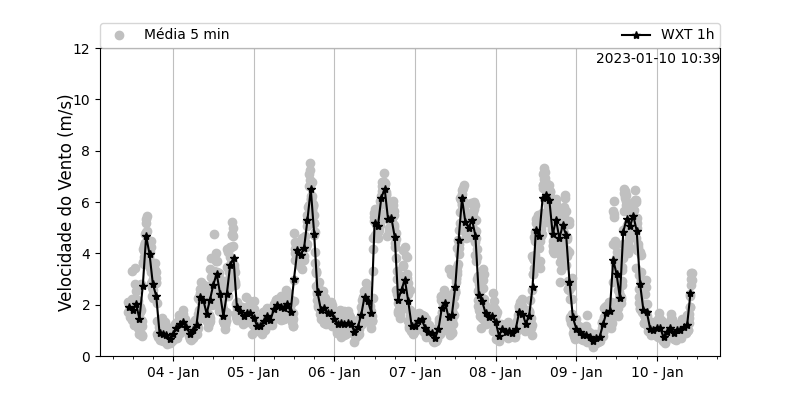 Média 5 min
WXT 1h
2023-01-10 10:39
Velocidade do Vento (m/s)
12
10
8
6
4
2
0
04 - Jan
05 - Jan
06 - Jan
07 - Jan
08 - Jan
09 - Jan
10 - Jan